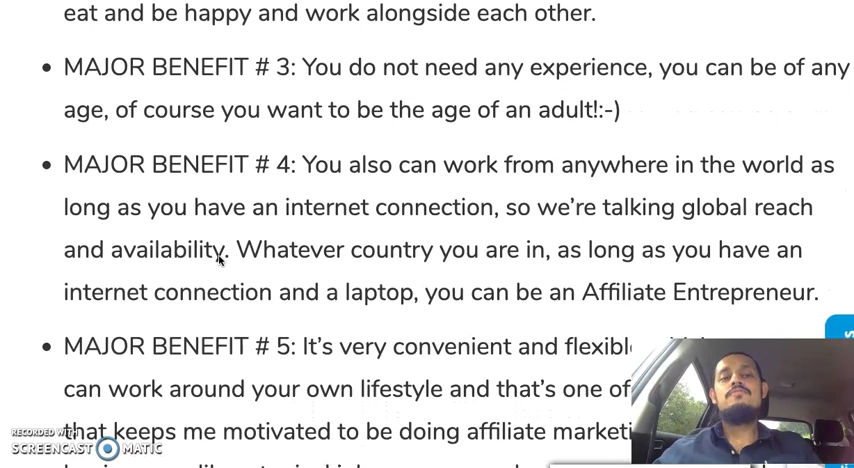 eat and be happy and work alongside each other.
• MAJOR BENEFIT # 3: You do not need any experience, you can be of any
age, of course you want to be the age of an adult!:-)
• MAJOR BENEFIT # 4: You also can work from anywhere in the world as
long as you have an internet connection, so we're talking global reach
and availability. Whatever country you are in, as long as you have an
internet connection and a laptop, you can be an Affiliate Entrepreneur.
• MAJOR BENEFIT # 5: It's very convenient and flexible
can work around your own lifestyle and that's one of
that keeps me motivated to be doing affiliate marketi
RECORDED WITH
SCREENCAST MATIC